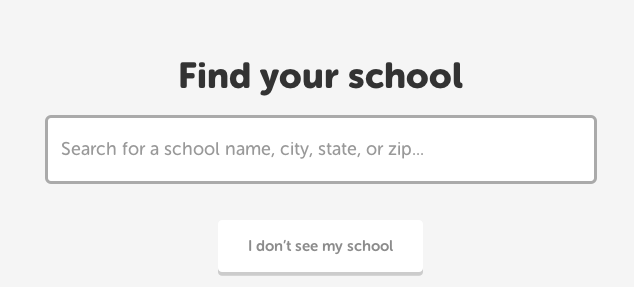 Find your school
Search for a school name, city, state, or zip...
I don't see my school